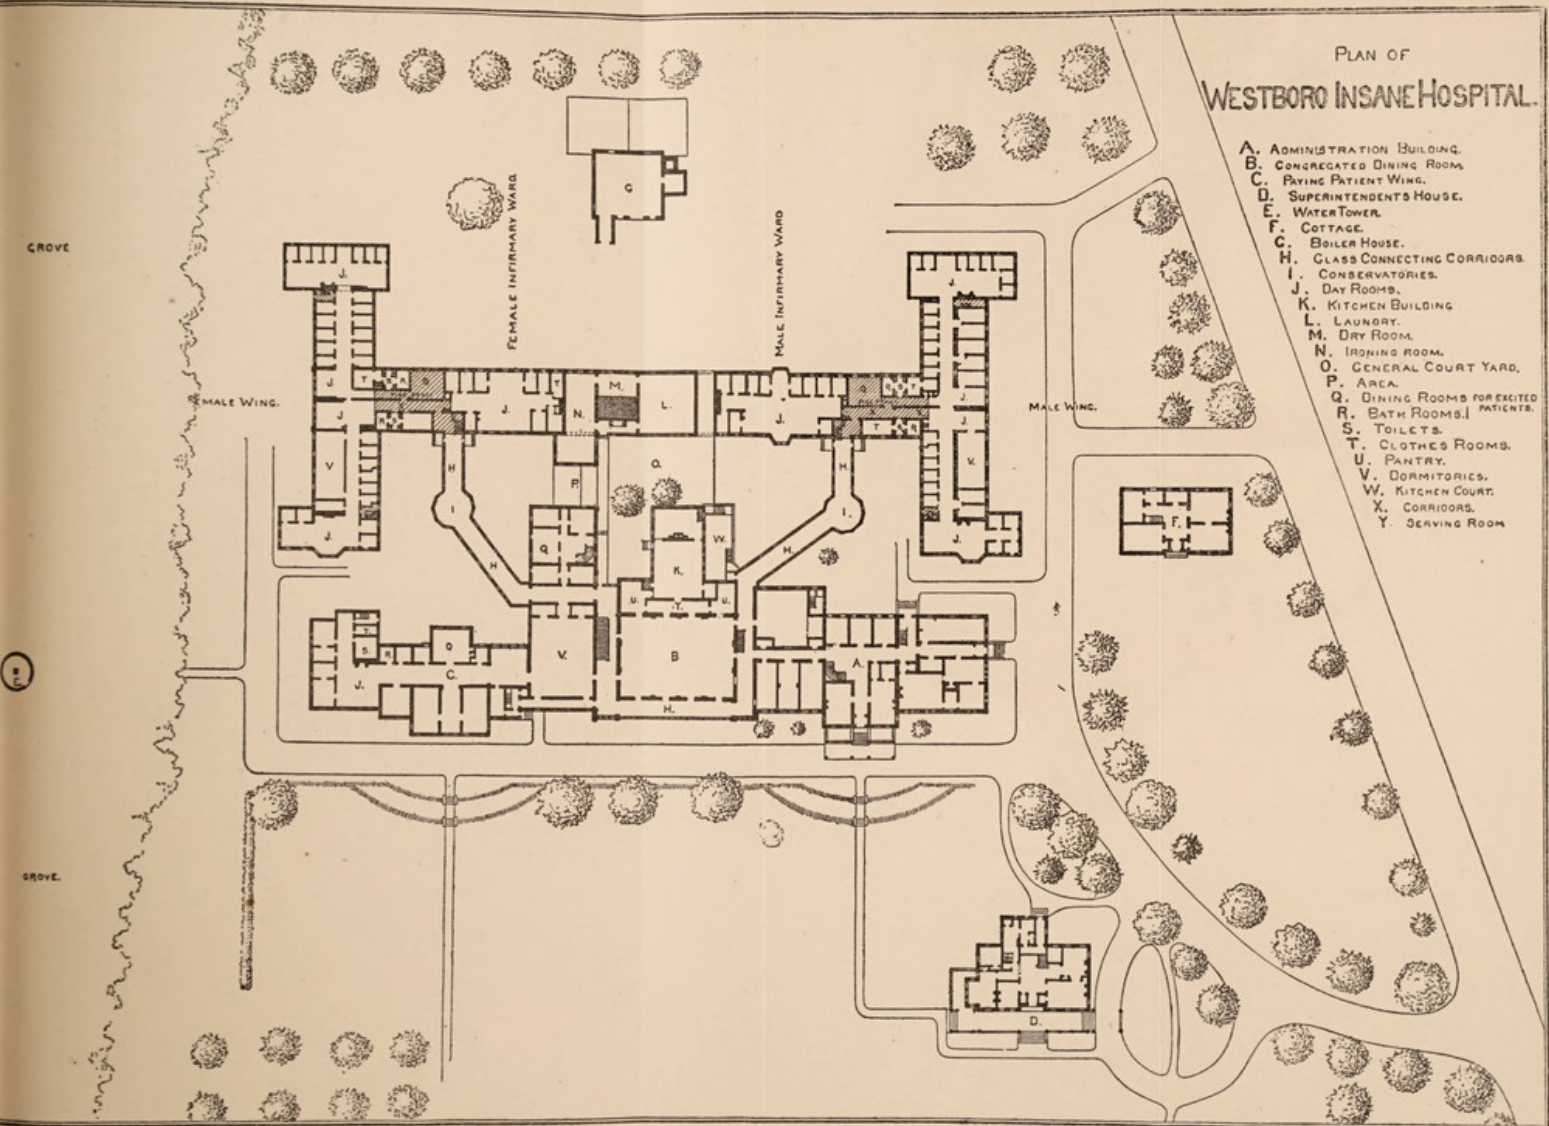 PLAN OF
WESTBORO INSANE HOSPITAL.
A. ADMINISTRATION BUILDING.
B. CONGREGATED DINING ROOM.
C. PAYING PATIENT WING.
D. SUPERINTENDENTS HOUSE.
E. WATER TOWER.
F. COTTAGE.
G. BOILER HOUSE.
H. GLASS CONNECTING CORRIDORS.
I. CONSERVATORIES.
J. DAY ROOMS.
K. KITCHEN BUILDING
L. LAUNDRY.
M. DRY ROOM.
N. IRONING ROOM.
O. GENERAL COURT YARD.
P. AREA.
Q. DINING ROOMS FOR EXCITED PATIENTS.
R. BATH ROOMS.
S. TOILETS.
T. CLOTHES ROOMS.
U. PANTRY.
V. DORMITORIES.
W. KITCHEN COURT.
X. CORRIDORS.
Y. SERVING ROOM
GROVE
FEMALE INFIRMARY WARD.
MALE INFIRMARY WARD
G
J.
J.
MALE WING.
MALE WING.
J.
T
R
Q
J.
T
N.
M.
L.
J.
Q
J.
J.
J.
T
R
V
H
I
P.
O.
H.
I.
V.
J.
J.
F.
Q
H
K.
W.
H.
U.
Y.
U.
T.
S.
R
Q
J.
C.
V.
B
A.
H.
GROVE.
D.